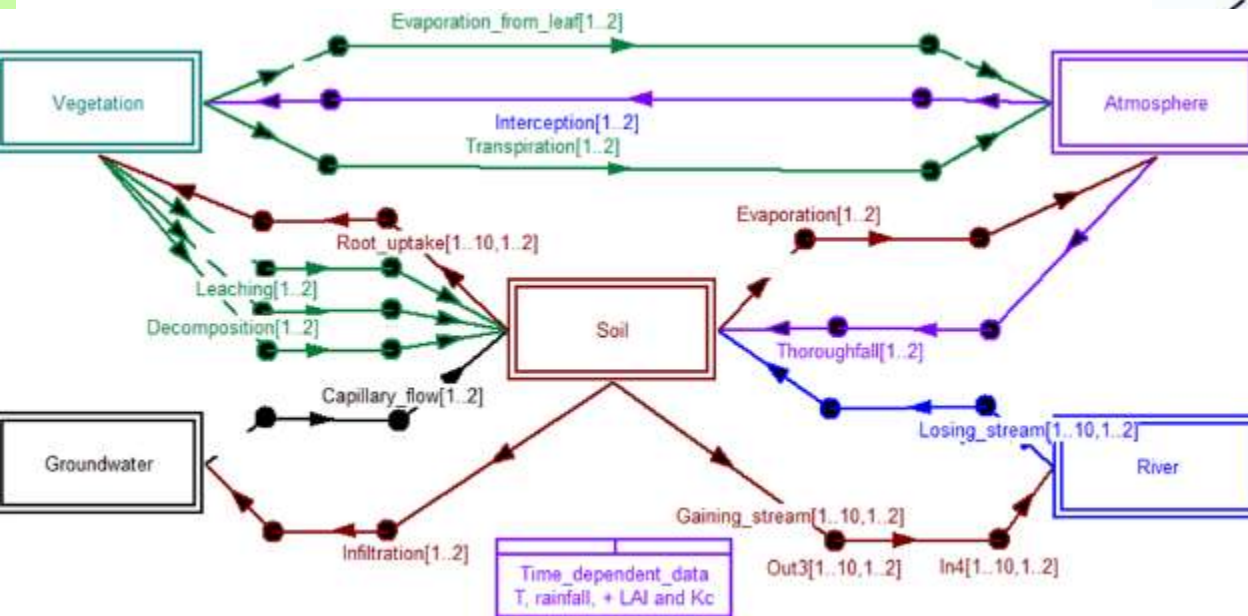 Evaporation_from_leaf[1..2]
Vegetation
Atmosphere
Interception[1..2]
Transpiration[1..2]
Evaporation[1..2]
Root_uptake[1..10,1..2]
Leaching[1..2]
Decomposition[1..2]
Soil
Thoroughfall[1..2]
Capillary_flow[1..2]
Losing_stream[1..10,1..2]
Groundwater
River
Gaining_stream[1..10,1..2]
Infiltration[1..2]
Out3[1..10,1..2]
In4[1..10,1..2]
Time_dependent_data
T, rainfall, + LAI and Kc